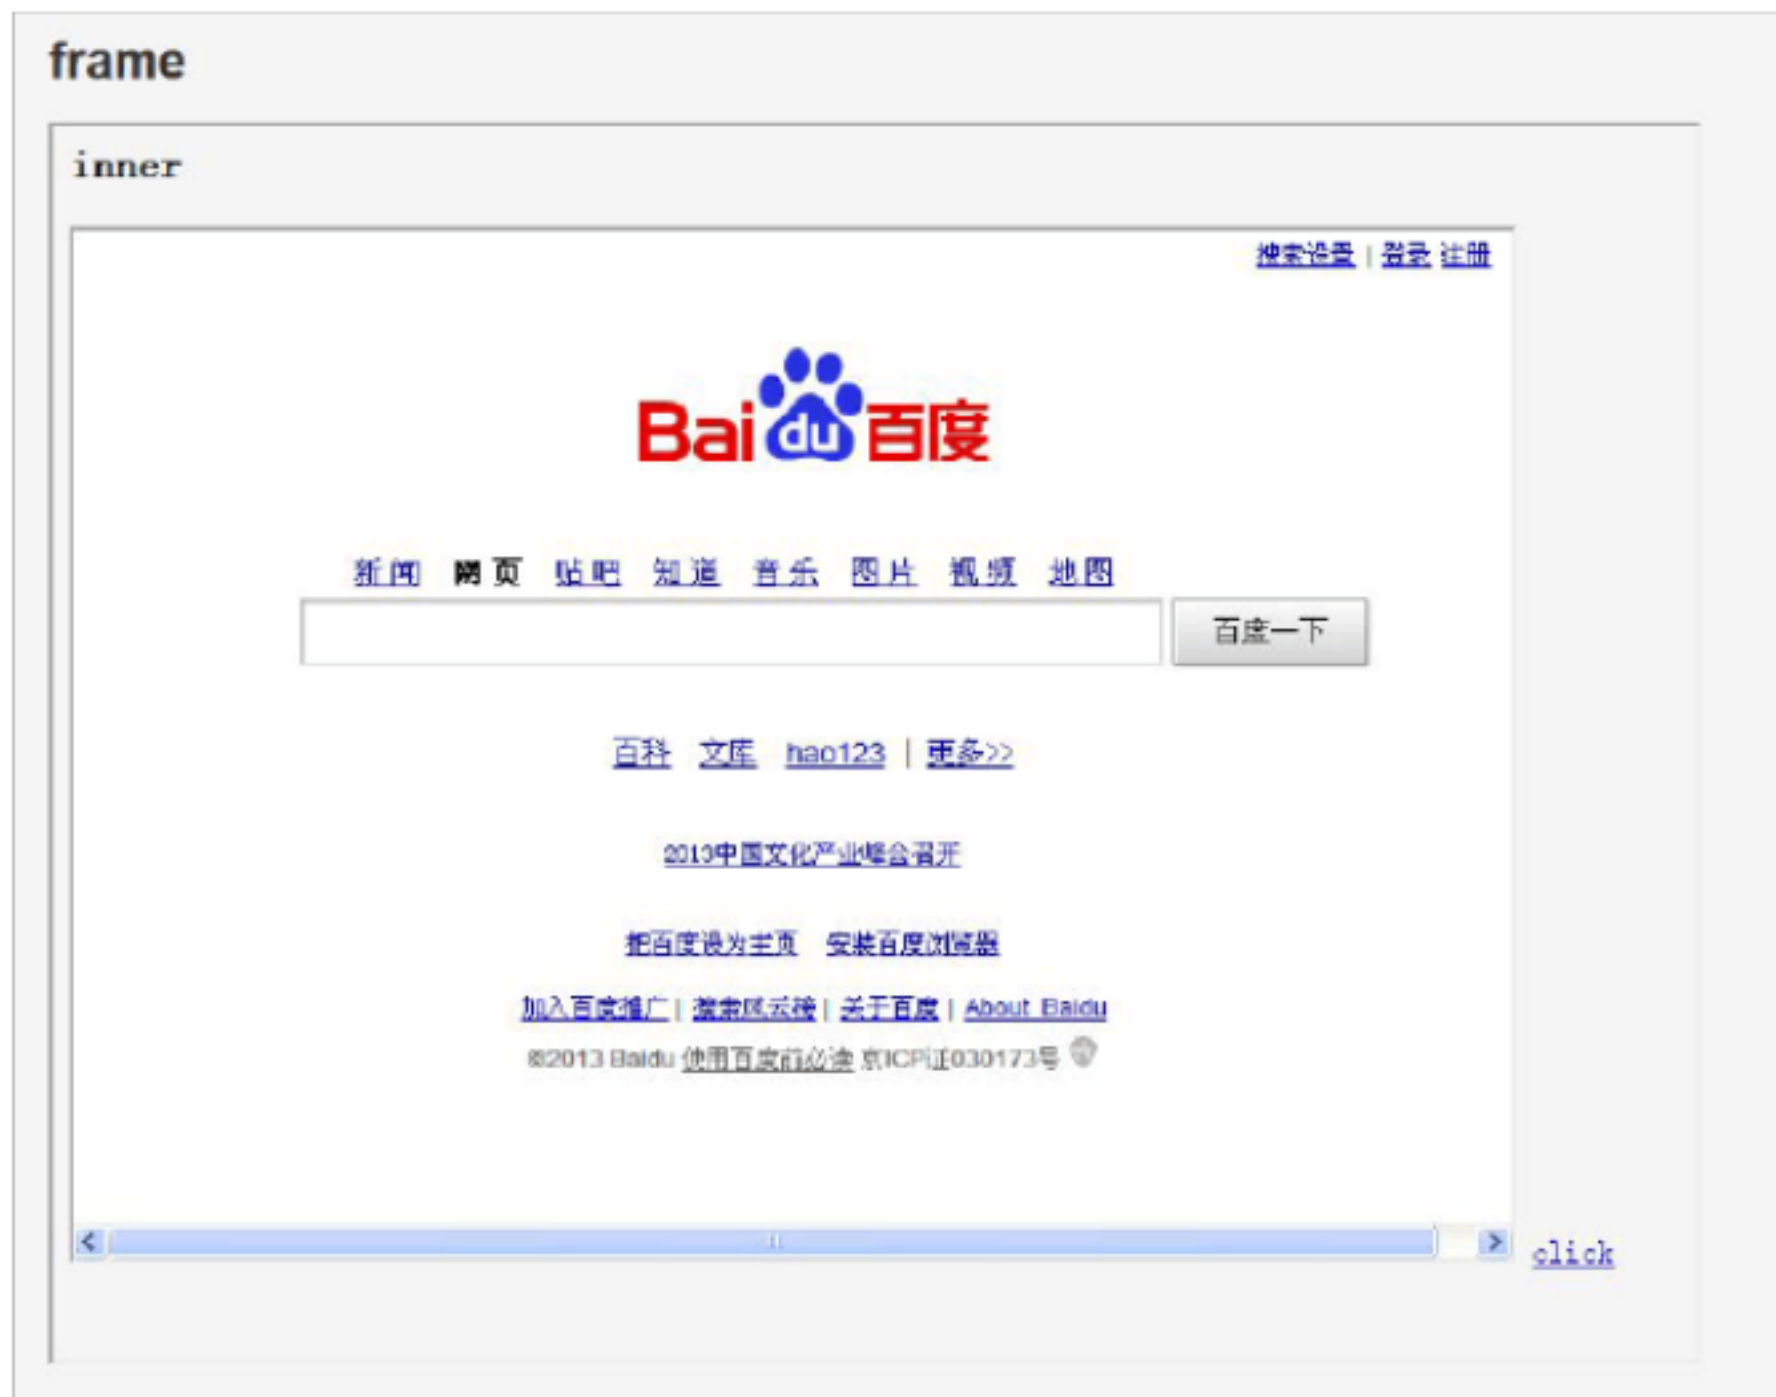 frame
inner
搜索设置 | 登录 注册
Bai du 百度
新闻 网页 贴吧 知道 音乐 图片 视频 地图
百度一下
百科 文库 hao123 | 更多>>
2013中国文化产业峰会召开
把百度设为主页 安装百度浏览器
加入百度推广 | 搜索风云榜 | 关于百度 | About Baidu
©2013 Baidu 使用百度前必读 京ICP证030173号
click